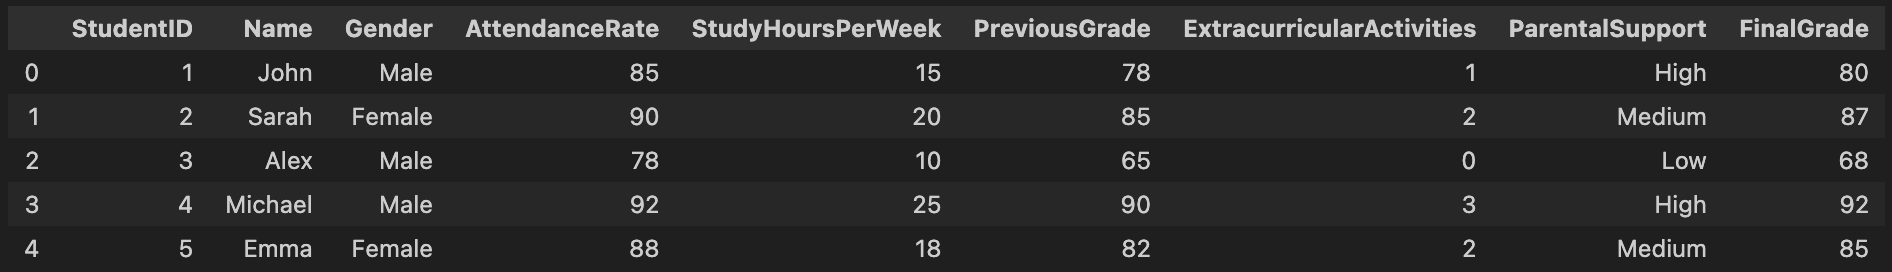 StudentID Name Gender AttendanceRate StudyHoursPerWeek PreviousGrade ExtracurricularActivities ParentalSupport FinalGrade
0 1 John Male 85 15 78 1 High 80
1 2 Sarah Female 90 20 85 2 Medium 87
2 3 Alex Male 78 10 65 0 Low 68
3 4 Michael Male 92 25 90 3 High 92
4 5 Emma Female 88 18 82 2 Medium 85